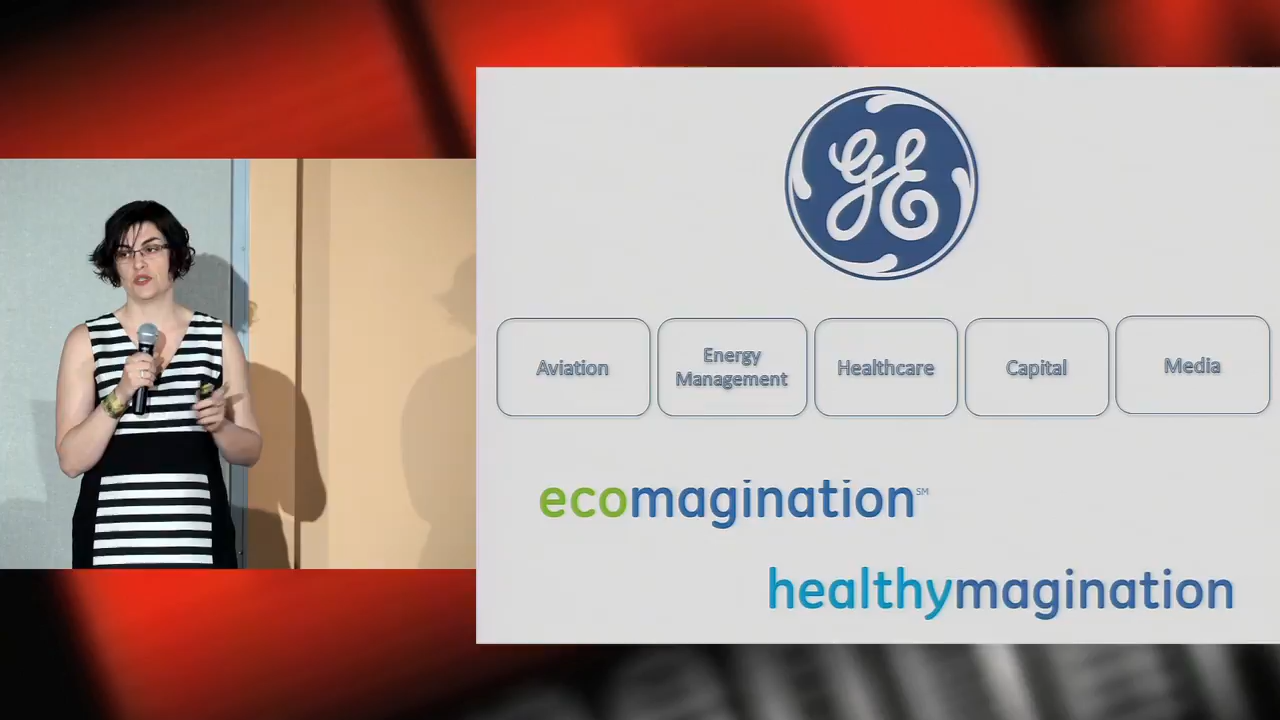 GE
Aviation
Energy
Management
Healthcare
Capital
Media
ecomagination SM
healthymagination